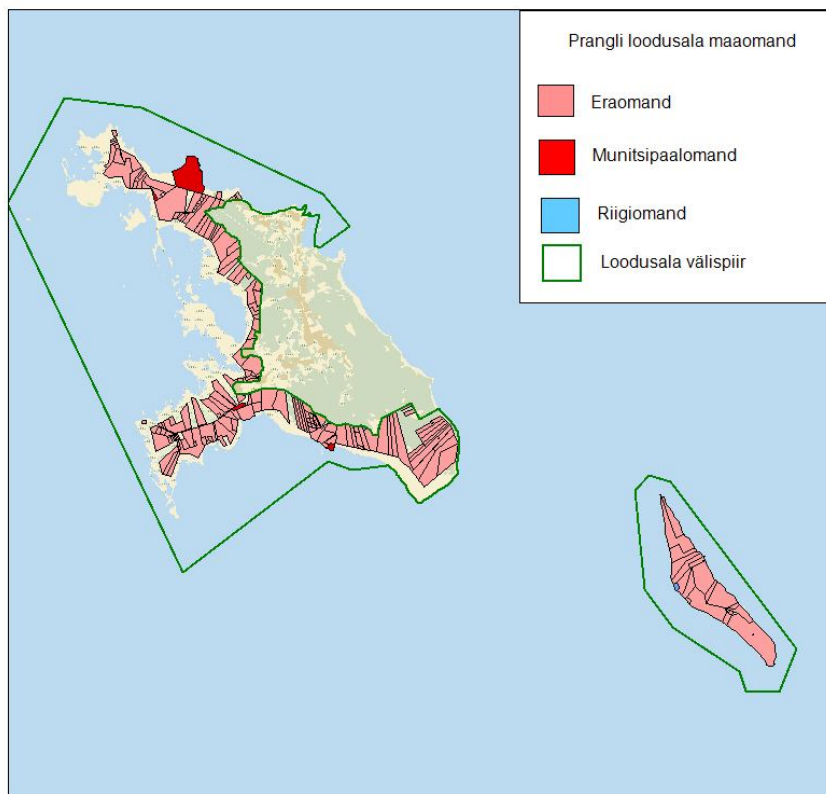 Prangli loodusala maaomand
Eraomand
Munitsipaalomand
Riigiomand
Loodusala välispiir